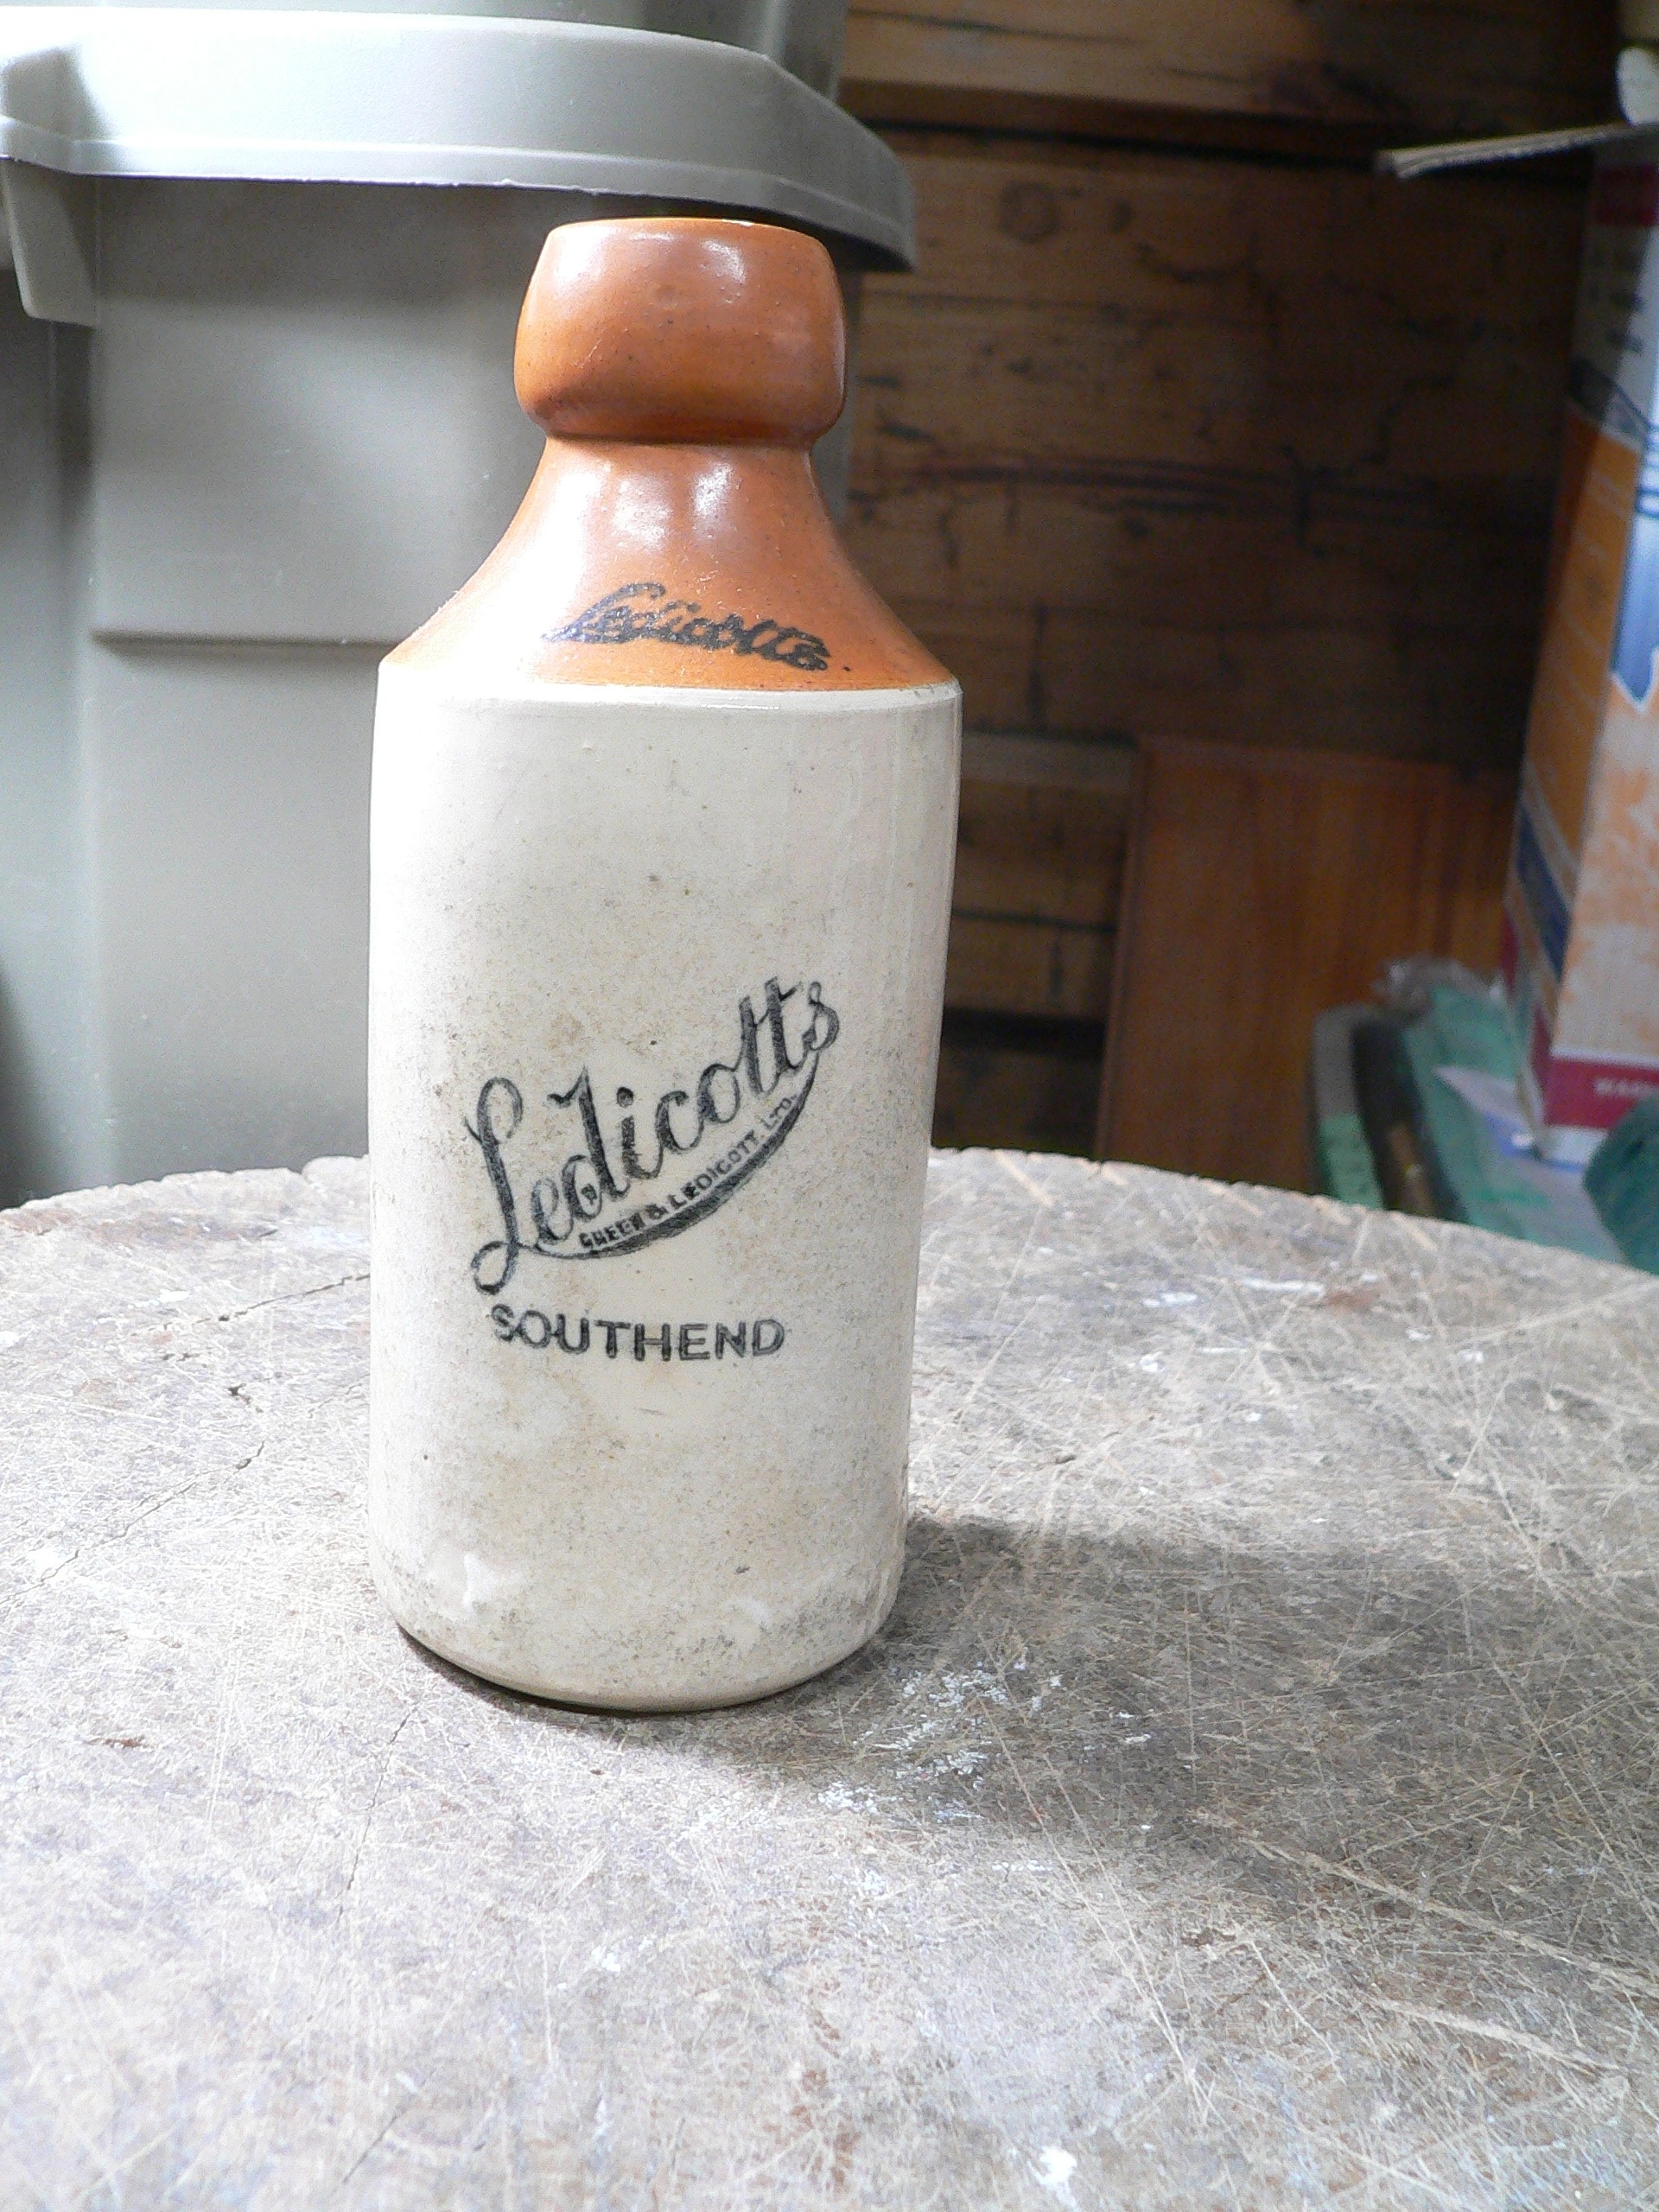 Ledicotts
Ledicotts
GREEN & LEDICOTT. LTD.
SOUTHEND